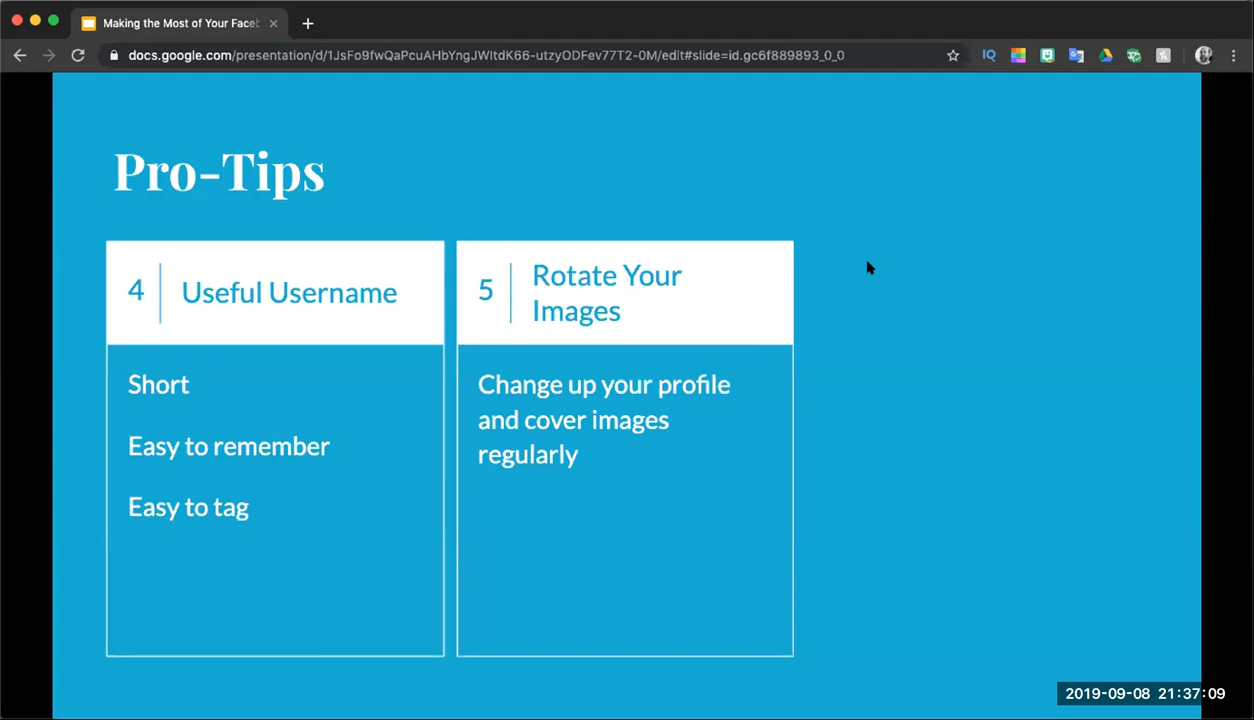 Making the Most of Your Faceb
docs.google.com/presentation/d/1JsFo9fwQaPcuAHbYngJWltdK66-utzyODFev77T2-0M/edit#slide=id.gc6f889893_0_0
IQ
Pro-Tips
4
Useful Username
Short
Easy to remember
Easy to tag
5
Rotate Your
Images
Change up your profile
and cover images
regularly
2019-09-08 21:37:09